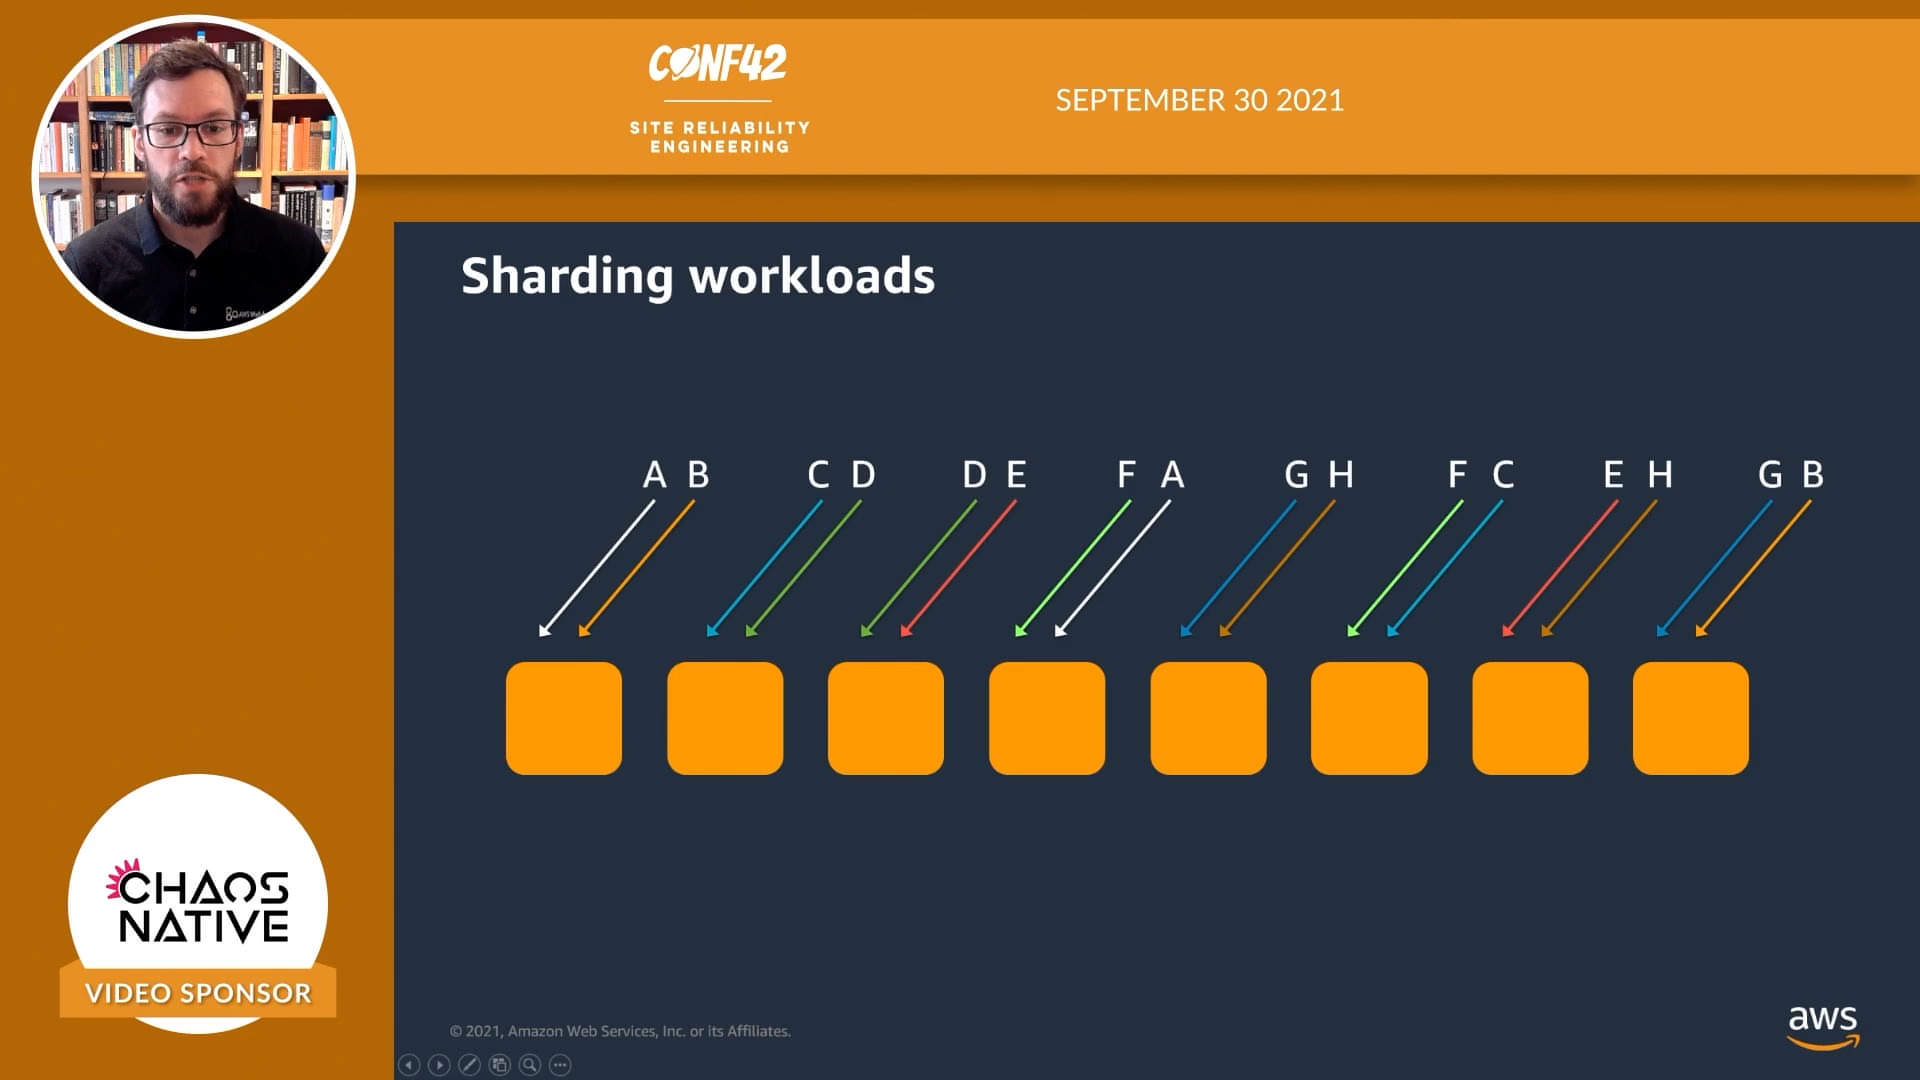 CONF42
SITE RELIABILITY
ENGINEERING
SEPTEMBER 30 2021
Sharding workloads
A B C D D E F A G H F C E H G B
CHAOS
NATIVE
VIDEO SPONSOR
© 2021, Amazon Web Services, Inc. or its Affiliates.
aws